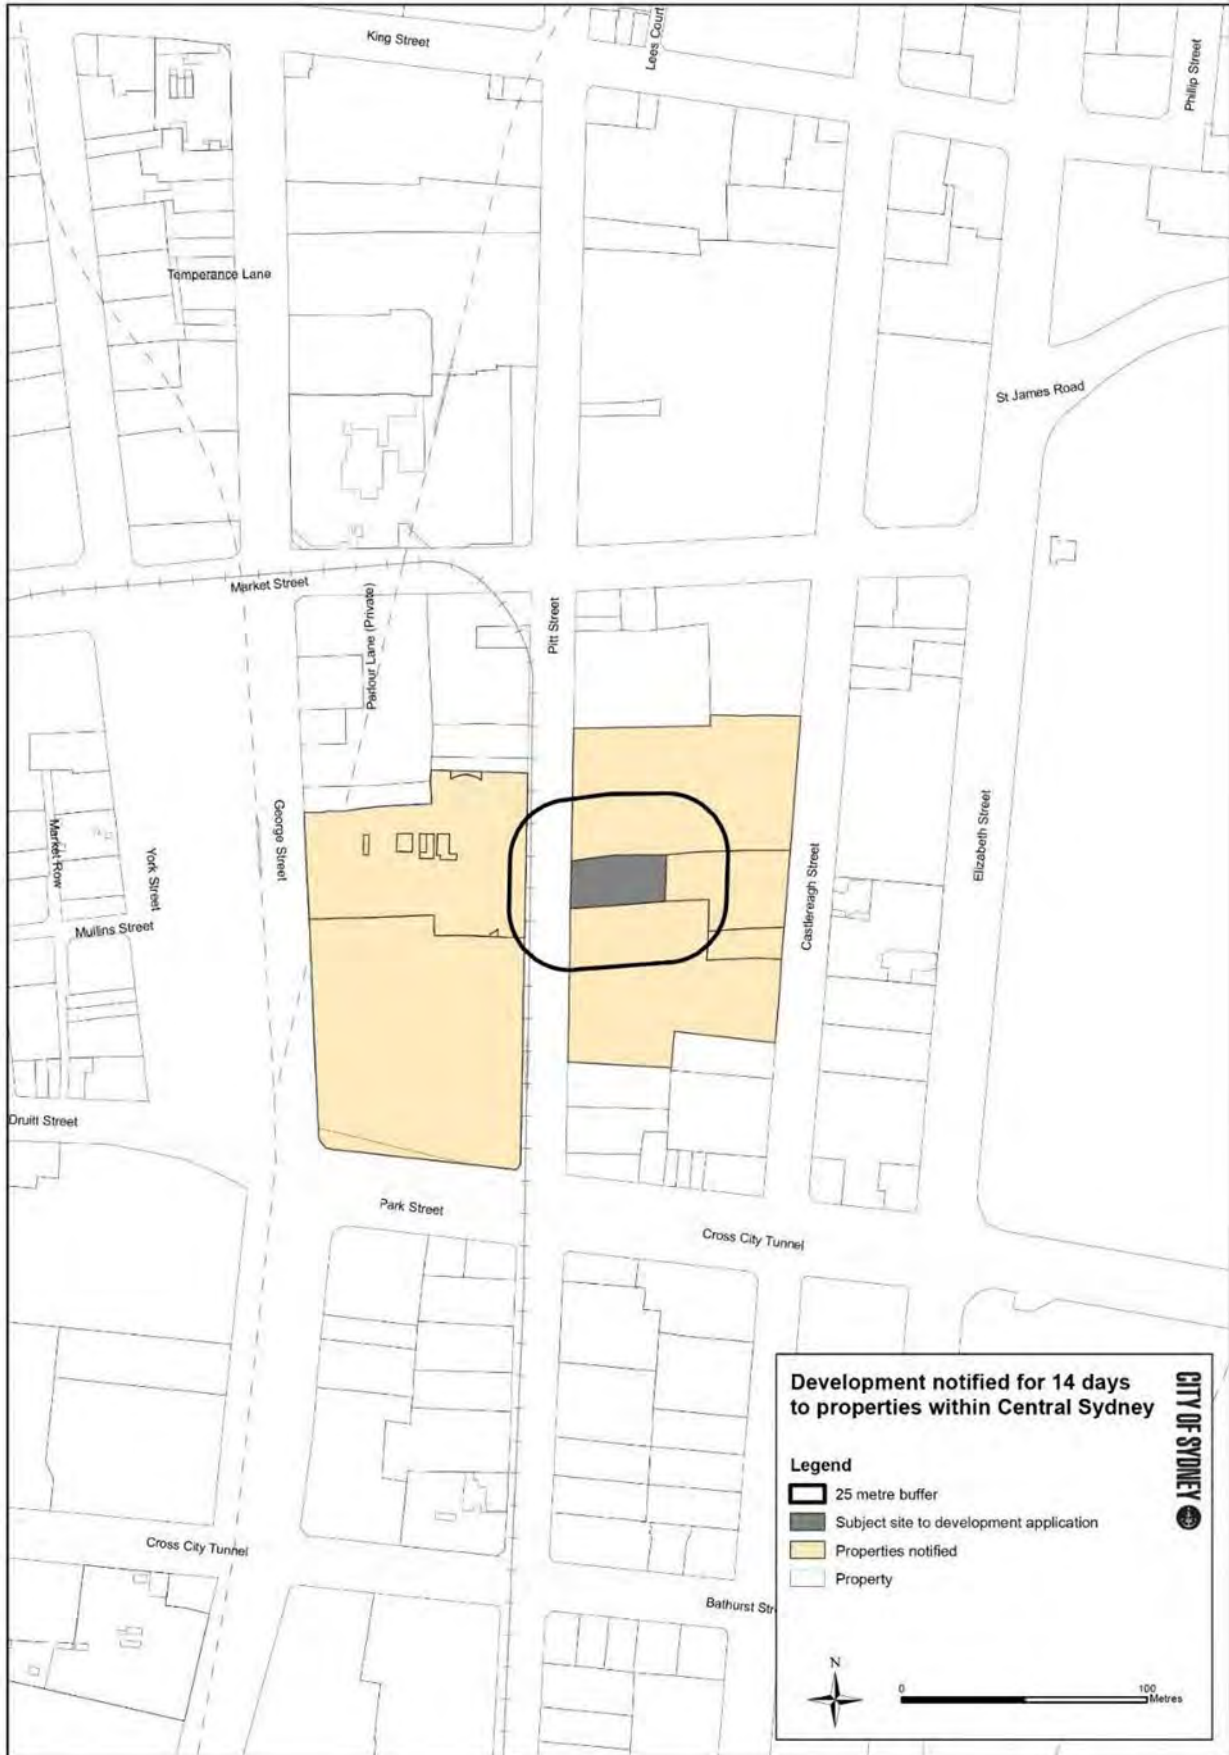 King Street
Lees Court
Phillip Street
Temperance Lane
St James Road
Market Street
Parlour Lane (Private)
Pitt Street
George Street
Market Row
York Street
Mullins Street
Castlereagh Street
Elizabeth Street
Druitt Street
Park Street
Cross City Tunnel
Cross City Tunnel
Bathurst Str
Development notified for 14 days
to properties within Central Sydney
CITY OF SYDNEY
Legend
25 metre buffer
Subject site to development application
Properties notified
Property
N
0
100
Metres